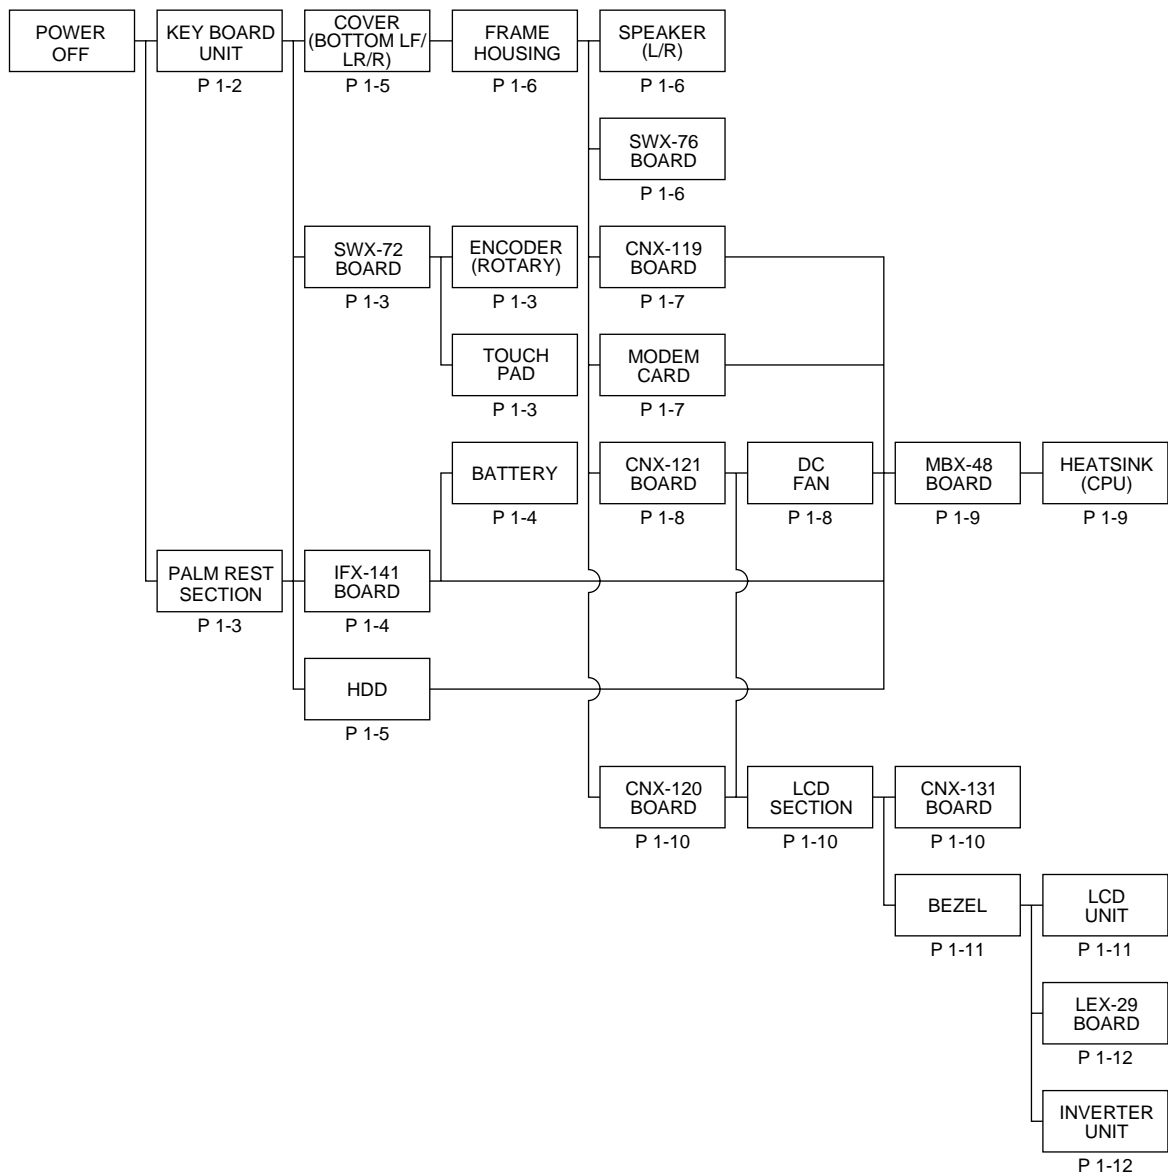 POWER
OFF
KEY BOARD
UNIT
P 1-2
COVER
(BOTTOM LF/
LR/R)
P 1-5
FRAME
HOUSING
P 1-6
SPEAKER
(L/R)
P 1-6
SWX-76
BOARD
P 1-6
SWX-72
BOARD
P 1-3
ENCODER
(ROTARY)
P 1-3
CNX-119
BOARD
P 1-7
TOUCH
PAD
P 1-3
MODEM
CARD
P 1-7
BATTERY
P 1-4
CNX-121
BOARD
P 1-8
DC
FAN
P 1-8
MBX-48
BOARD
P 1-9
HEATSINK
(CPU)
P 1-9
PALM REST
SECTION
P 1-3
IFX-141
BOARD
P 1-4
HDD
P 1-5
CNX-120
BOARD
P 1-10
LCD
SECTION
P 1-10
CNX-131
BOARD
P 1-10
BEZEL
P 1-11
LCD
UNIT
P 1-11
LEX-29
BOARD
P 1-12
INVERTER
UNIT
P 1-12